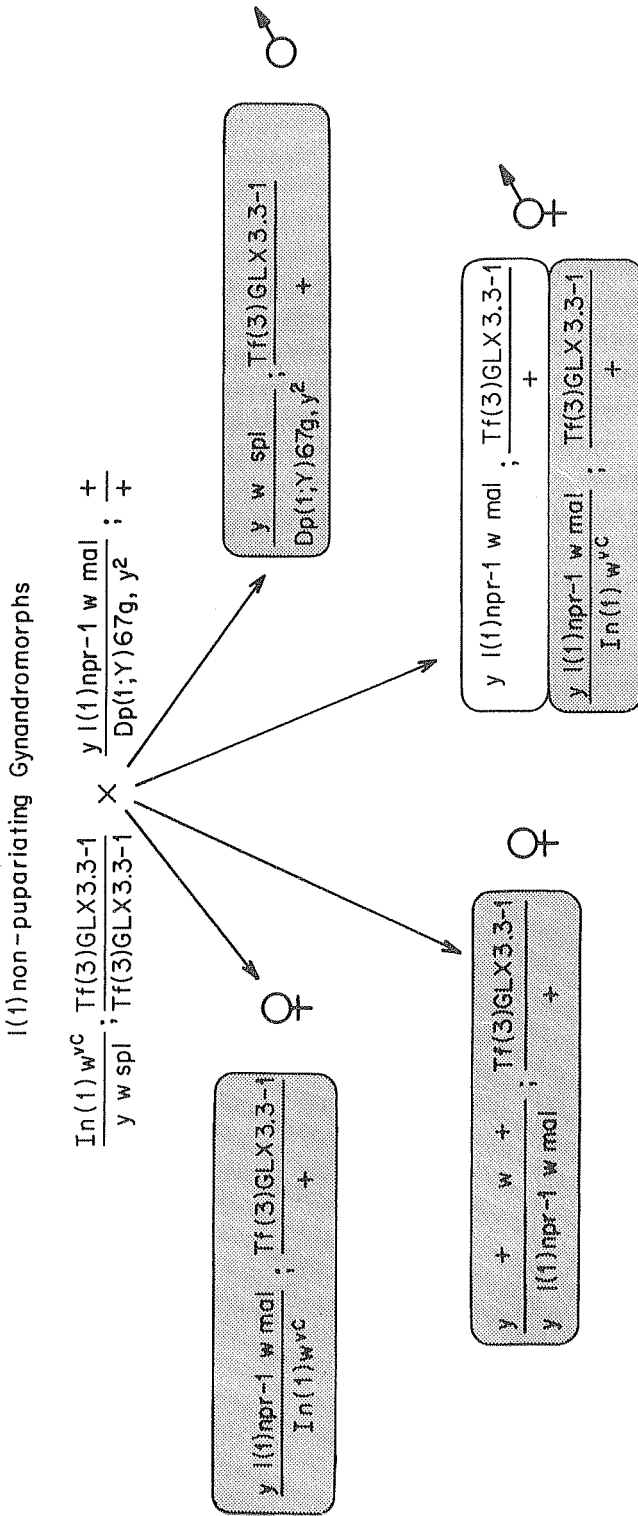 l(1) non-pupariating Gynandromorphs
In(1) w^vC ; Tf(3)GLX3.3-1 × y l(1)npr-1 w mal ; +
y w spl Tf(3)GLX3.3-1 Dp(1;Y)67g, y² +
y l(1)npr-1 w mal ; Tf(3)GLX3.3-1
In(1) w^vC +
♀
y w spl ; Tf(3)GLX3.3-1
Dp(1;Y)67g, y² +
♂
y + w + ; Tf(3)GLX3.3-1
y l(1)npr-1 w mal +
♀
y l(1)npr-1 w mal ; Tf(3)GLX3.3-1
+
y l(1)npr-1 w mal ; Tf(3)GLX3.3-1
In(1) w^vC +